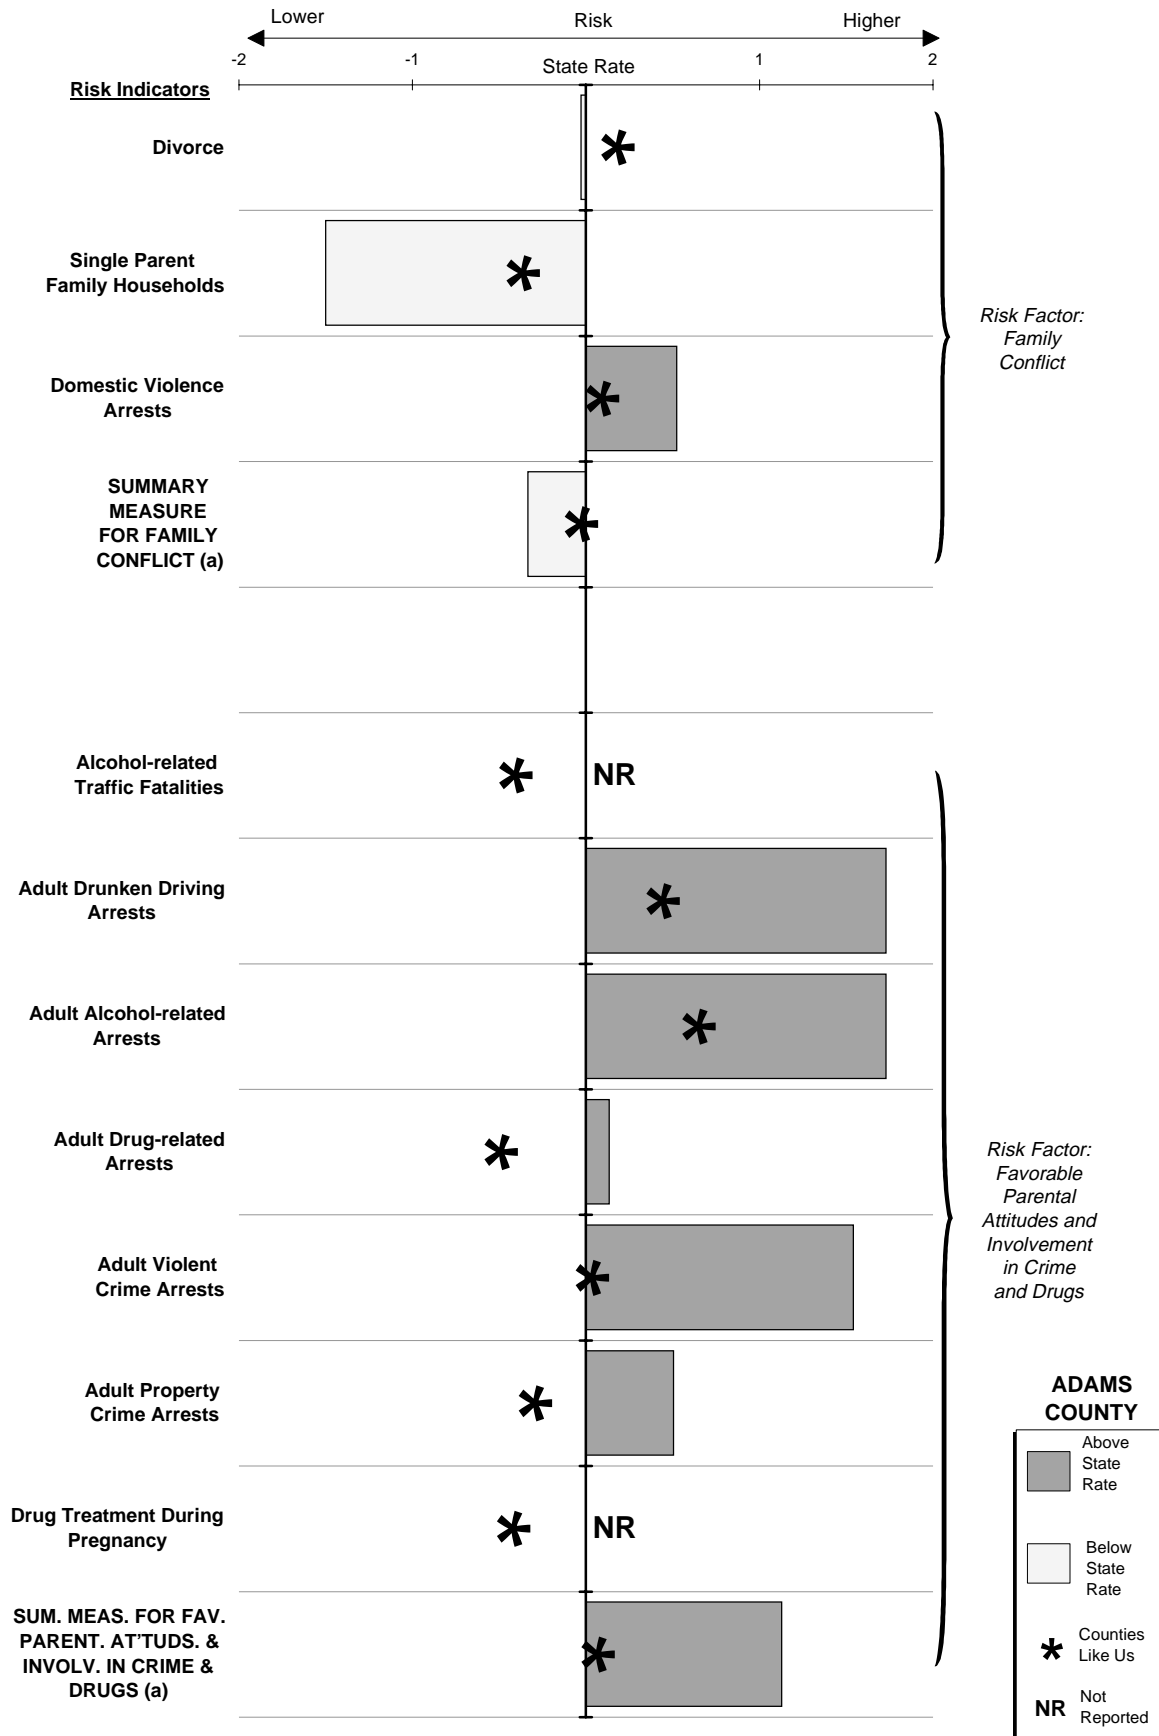 Lower Risk Higher
-2 -1 State Rate 1 2
Risk Indicators
Divorce
*
Single Parent
Family Households
*
Risk Factor:
Family
Conflict
Domestic Violence
Arrests
*
SUMMARY
MEASURE
FOR FAMILY
CONFLICT (a)
*
Alcohol-related
Traffic Fatalities
* NR
Adult Drunken Driving
Arrests
*
Adult Alcohol-related
Arrests
*
Adult Drug-related
Arrests
*
Risk Factor:
Favorable
Parental
Attitudes and
Involvement
in Crime
and Drugs
Adult Violent
Crime Arrests
*
Adult Property
Crime Arrests
*
Drug Treatment During
Pregnancy
* NR
SUM. MEAS. FOR FAV.
PARENT. AT'TUDS. &
INVOLV. IN CRIME &
DRUGS (a)
*
ADAMS
COUNTY
Above
State
Rate
Below
State
Rate
* Counties
Like Us
NR Not
Reported